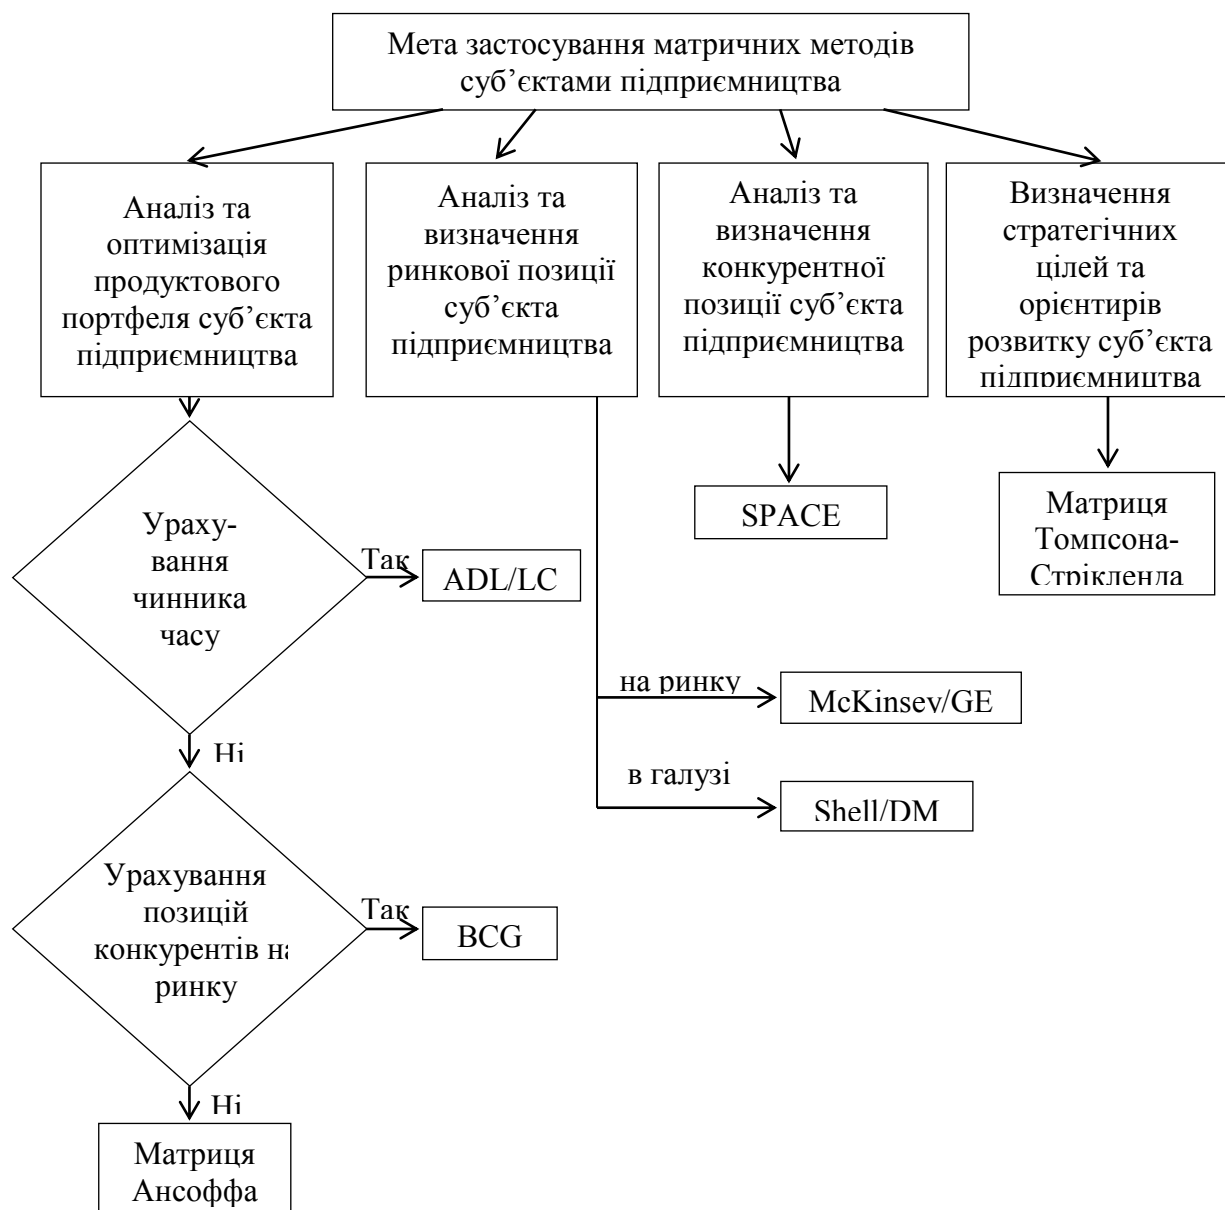 Мета застосування матричних методів
суб’єктами підприємництва
Аналіз та
оптимізація
продуктового
портфеля суб’єкта
підприємництва
Аналіз та
визначення
ринкової позиції
суб’єкта
підприємництва
Аналіз та
визначення
конкурентної
позиції суб’єкта
підприємництва
Визначення
стратегічних
цілей та
орієнтирів
розвитку суб’єкта
підприємництва
Ураху-
вання
чинника
часу
Так
ADL/LC
SPACE
Матриця
Томпсона-
Стрікленда
на ринку
McKinsey/GE
Ні
в галузі
Shell/DM
Урахування
позицій
конкурентів на
ринку
Так
BCG
Ні
Матриця
Ансоффа